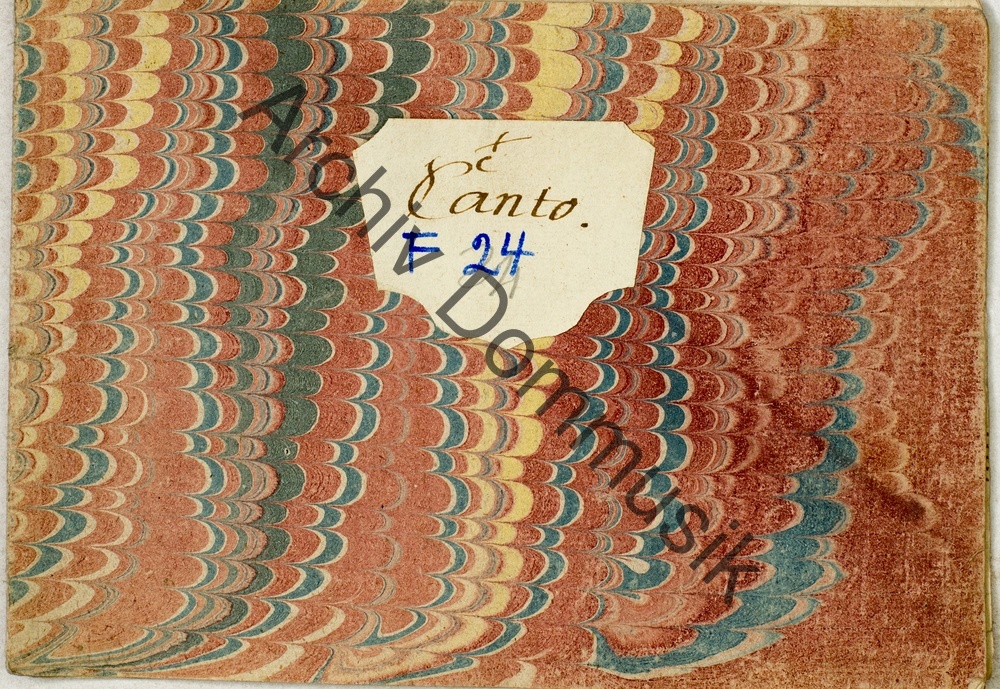 Canto.
F 24
Archiv Dommusik